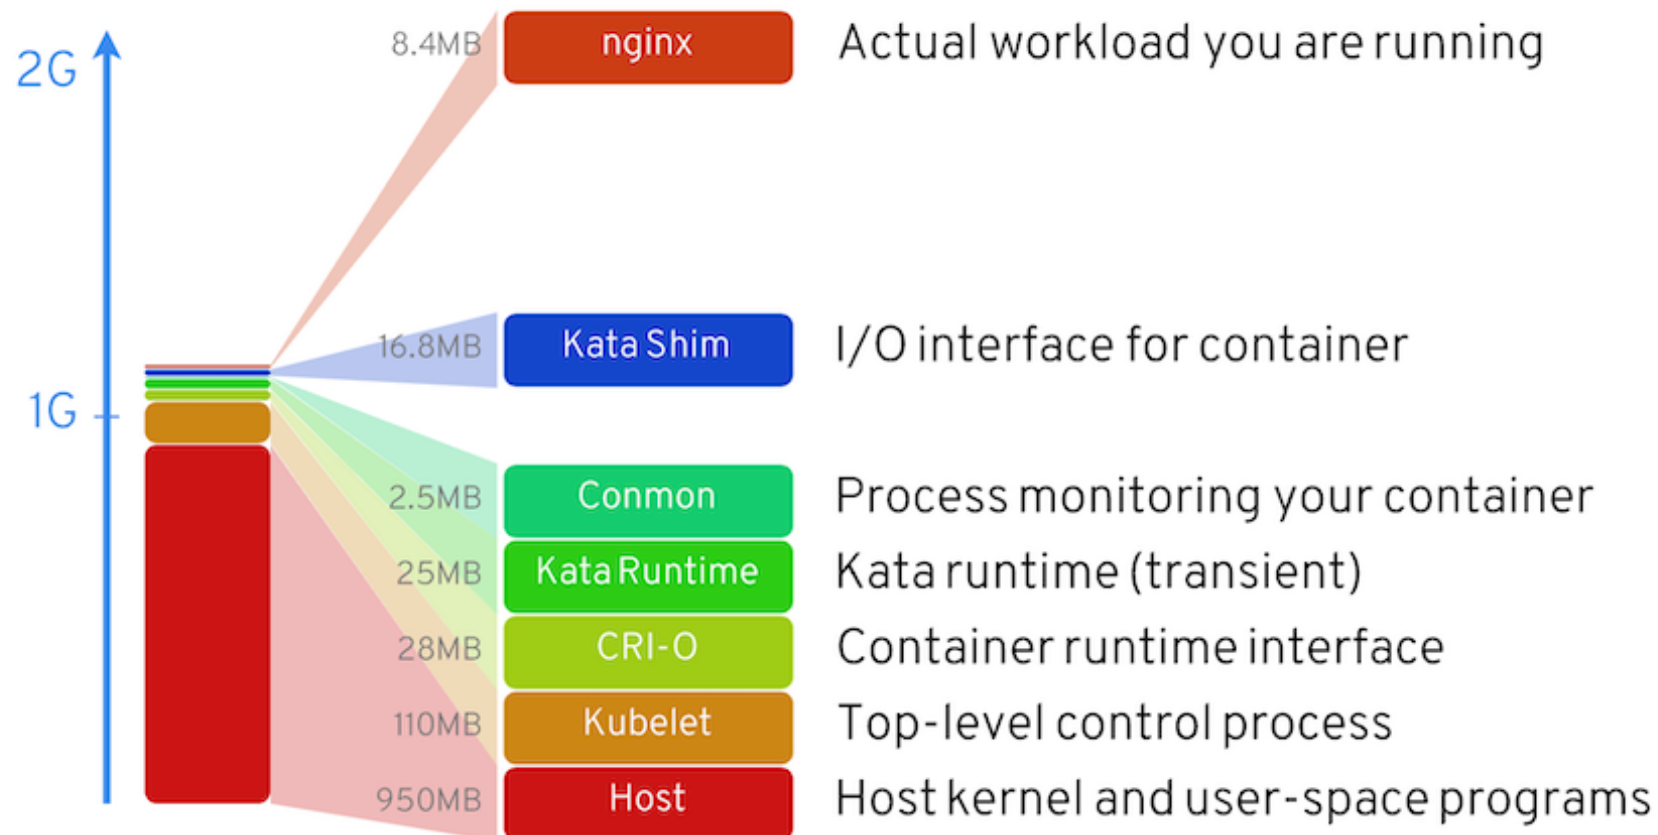 2G
8.4MB nginx Actual workload you are running
16.8MB Kata Shim I/O interface for container
1G
2.5MB Conmon Process monitoring your container
25MB Kata Runtime Kata runtime (transient)
28MB CRI-O Container runtime interface
110MB Kubelet Top-level control process
950MB Host Host kernel and user-space programs